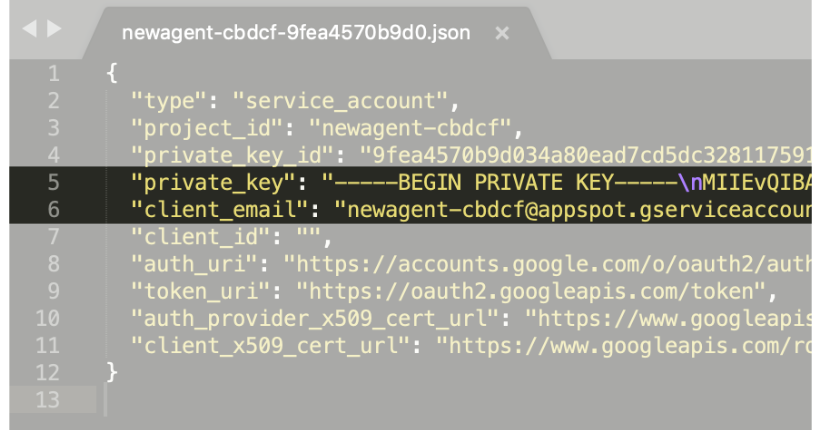 newagent-cbdcf-9fea4570b9d0.json ×
1 {
2 "type": "service_account",
3 "project_id": "newagent-cbdcf",
4 "private_key_id": "9fea4570b9d034a80ead7cd5dc328117591
5 "private_key": "-----BEGIN PRIVATE KEY-----\nMIIEvQIBA
6 "client_email": "newagent-cbdcf@appspot.gserviceaccoun
7 "client_id": "",
8 "auth_uri": "https://accounts.google.com/o/oauth2/auth
9 "token_uri": "https://oauth2.googleapis.com/token",
10 "auth_provider_x509_cert_url": "https://www.googleapis
11 "client_x509_cert_url": "https://www.googleapis.com/ro
12 }
13